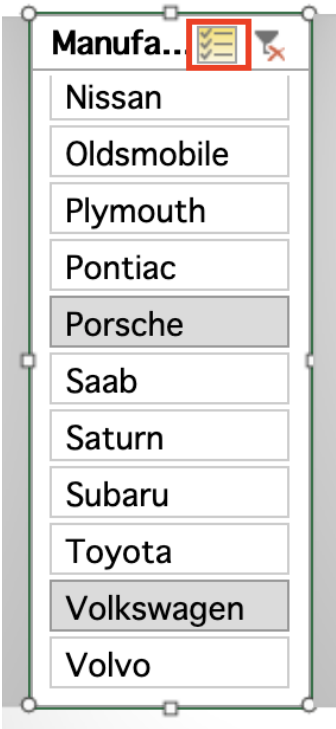 Manufa...
Nissan
Oldsmobile
Plymouth
Pontiac
Porsche
Saab
Saturn
Subaru
Toyota
Volkswagen
Volvo